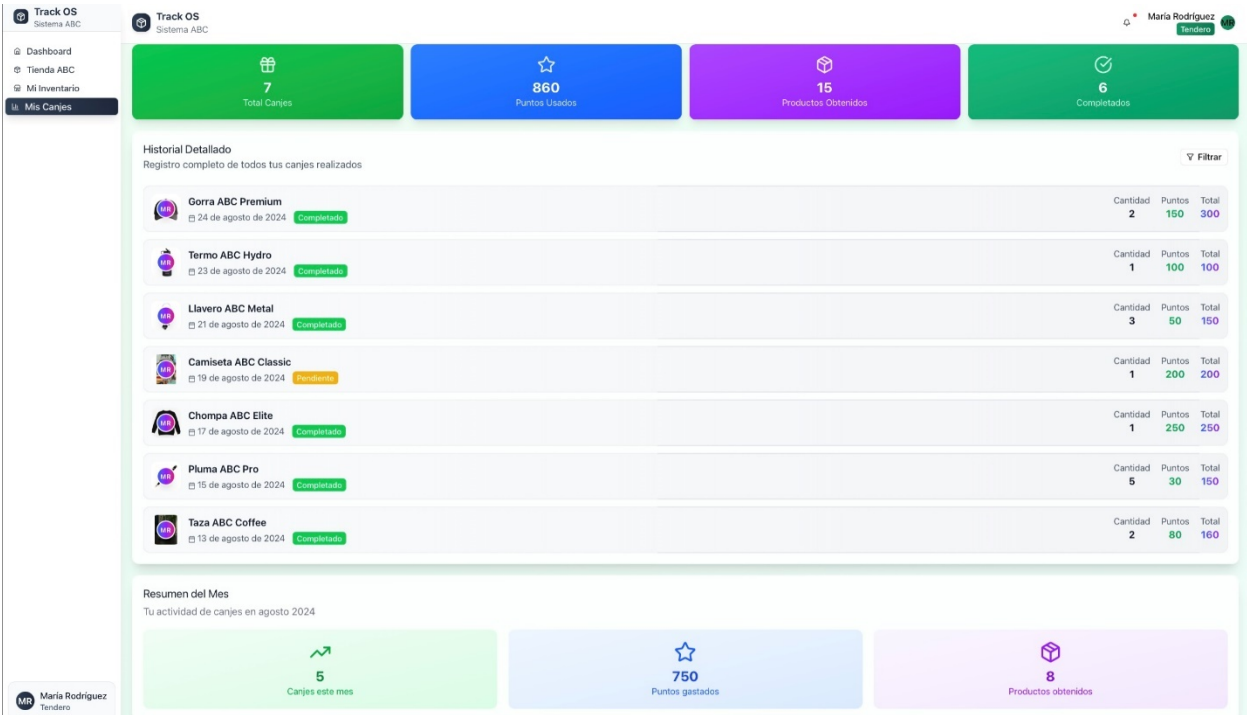 Track OS
Sistema ABC
Dashboard
Tienda ABC
Mi Inventario
Mis Canjes
MR
María Rodríguez
Tendero
Track OS
Sistema ABC
María Rodríguez
Tendero
MR
7
Total Canjes
860
Puntos Usados
15
Productos Obtenidos
6
Completados
Historial Detallado
Registro completo de todos tus canjes realizados
Filtrar
MR
Gorra ABC Premium
24 de agosto de 2024 Completado
Cantidad Puntos Total
2 150 300
MR
Termo ABC Hydro
23 de agosto de 2024 Completado
Cantidad Puntos Total
1 100 100
MR
Llavero ABC Metal
21 de agosto de 2024 Completado
Cantidad Puntos Total
3 50 150
MR
Camiseta ABC Classic
19 de agosto de 2024 Pendiente
Cantidad Puntos Total
1 200 200
MR
Chompa ABC Elite
17 de agosto de 2024 Completado
Cantidad Puntos Total
1 250 250
MR
Pluma ABC Pro
15 de agosto de 2024 Completado
Cantidad Puntos Total
5 30 150
MR
Taza ABC Coffee
13 de agosto de 2024 Completado
Cantidad Puntos Total
2 80 160
Resumen del Mes
Tu actividad de canjes en agosto 2024
5
Canjes este mes
750
Puntos gastados
8
Productos obtenidos